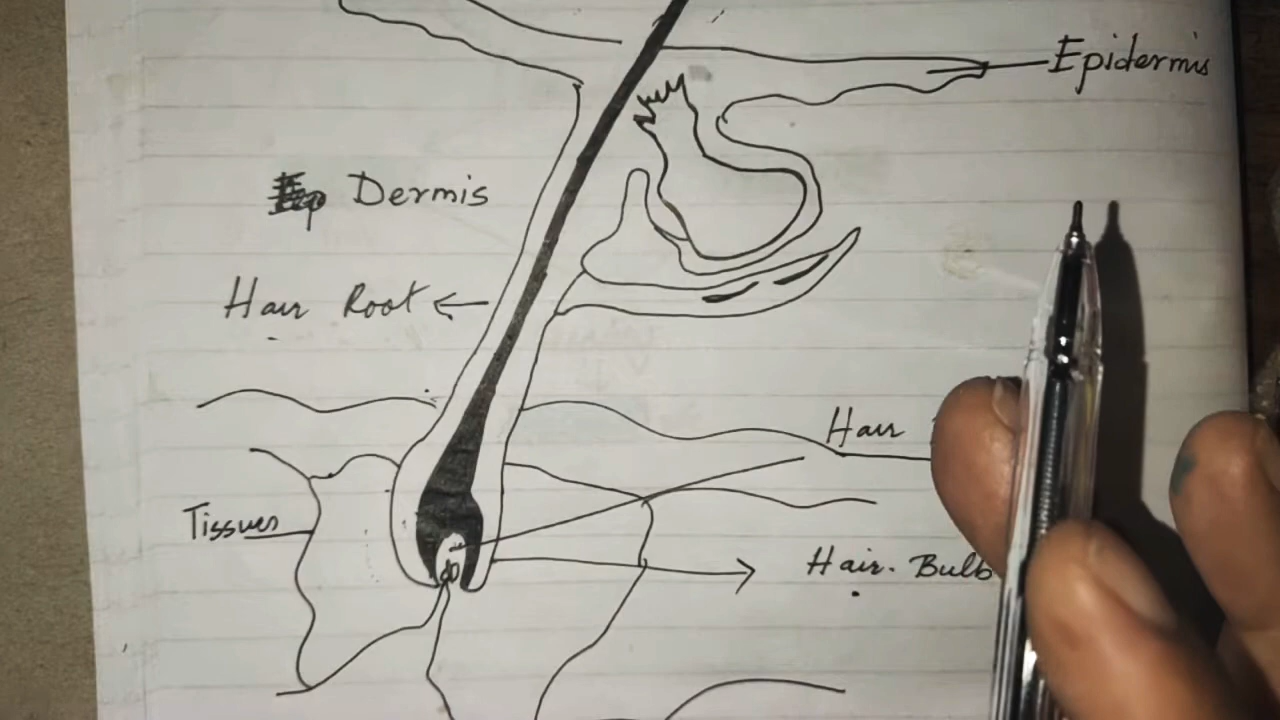 Epidermis
Dermis
Hair Root
Hair
Tissues
Hair. Bulb